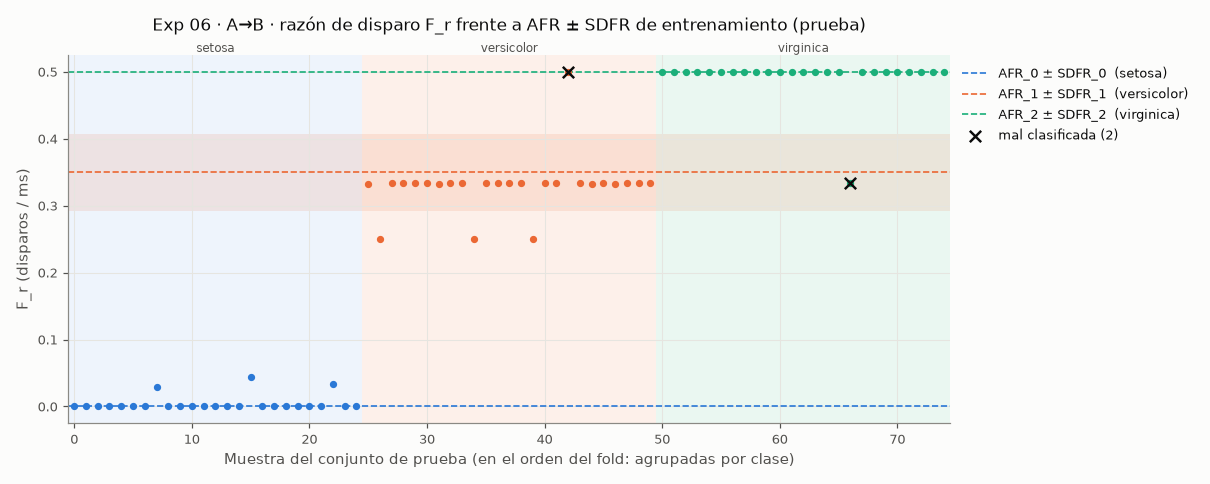 Exp 06 · A→B · razón de disparo F_r frente a AFR ± SDFR de entrenamiento (prueba)
setosa
versicolor
virginica
0.5
0.4
0.3
0.2
0.1
0.0
F_r (disparos / ms)
0
10
20
30
40
50
60
70
Muestra del conjunto de prueba (en el orden del fold: agrupadas por clase)
AFR_0 ± SDFR_0 (setosa)
AFR_1 ± SDFR_1 (versicolor)
AFR_2 ± SDFR_2 (virginica)
mal clasificada (2)